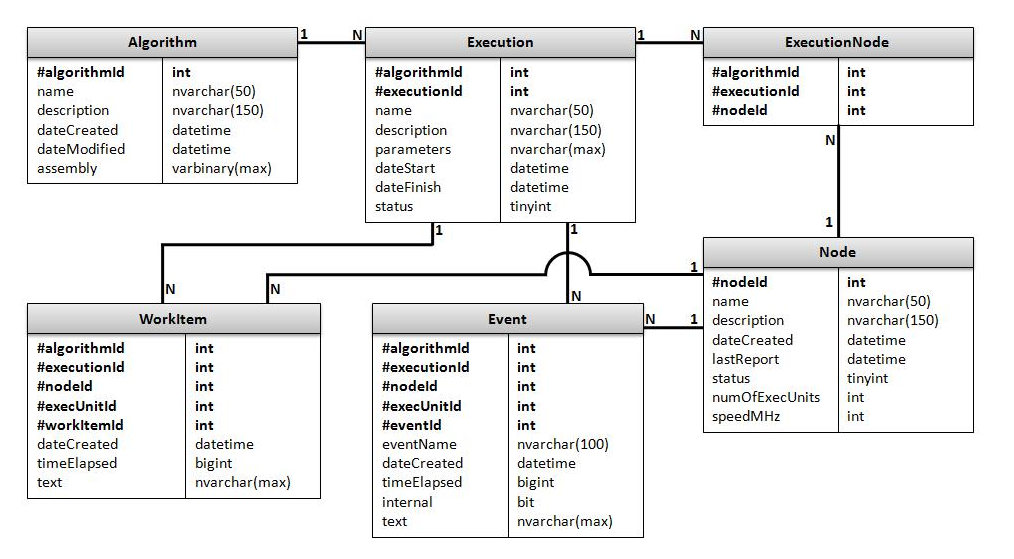 Algorithm
#algorithmId int
name nvarchar(50)
description nvarchar(150)
dateCreated datetime
dateModified datetime
assembly varbinary(max)
1 N
Execution
#algorithmId int
#executionId int
name nvarchar(50)
description nvarchar(150)
parameters nvarchar(max)
dateStart datetime
dateFinish datetime
status tinyint
1 N
ExecutionNode
#algorithmId int
#executionId int
#nodeId int
N
1
Node
#nodeId int
name nvarchar(50)
description nvarchar(150)
dateCreated datetime
lastReport datetime
status tinyint
numOfExecUnits int
speedMHz int
1
N
1
N
N
1
WorkItem
#algorithmId int
#executionId int
#nodeId int
#execUnitId int
#workItemId int
dateCreated datetime
timeElapsed bigint
text nvarchar(max)
Event
#algorithmId int
#executionId int
#nodeId int
#execUnitId int
#eventId int
eventName nvarchar(100)
dateCreated datetime
timeElapsed bigint
internal bit
text nvarchar(max)
N 1